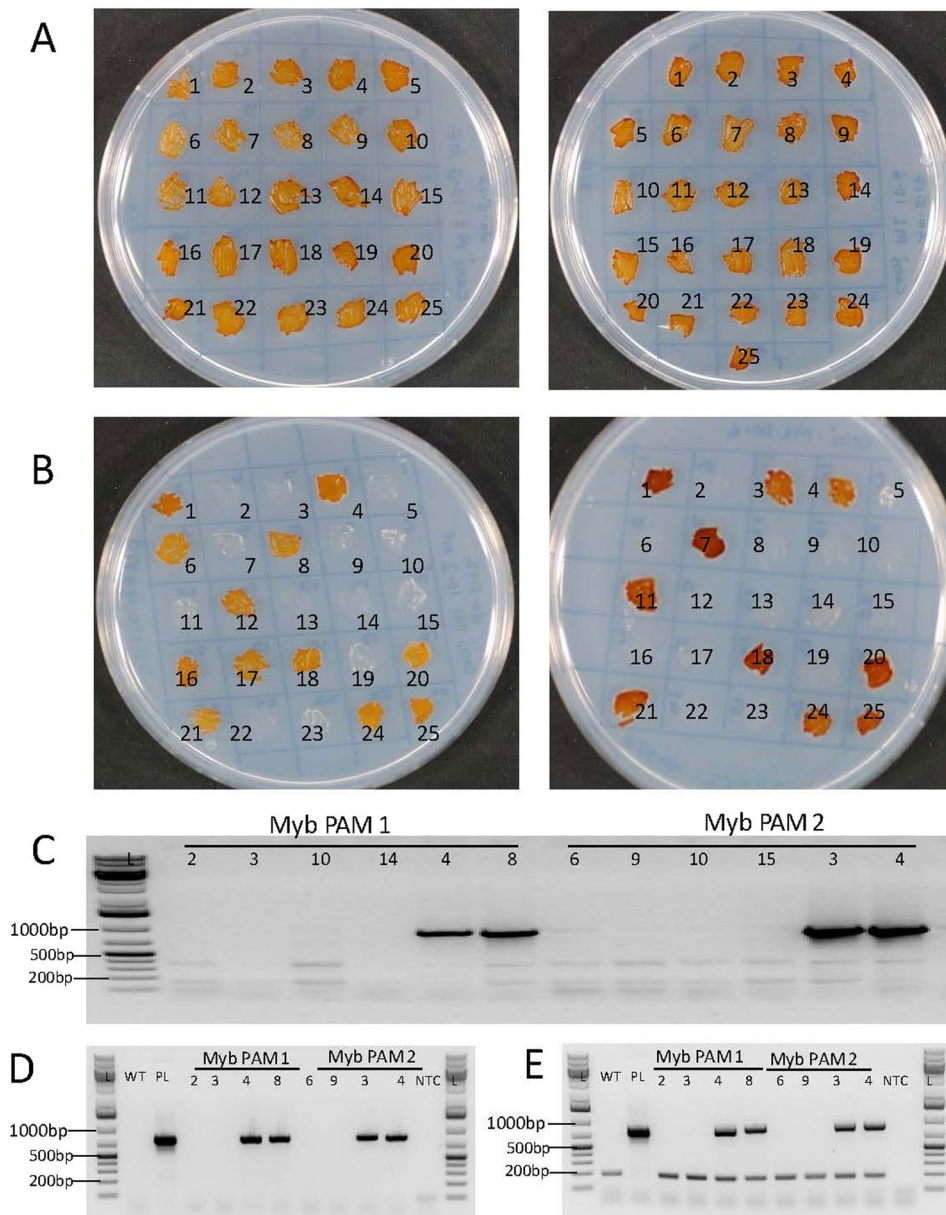 A
1 2 3 4 5
6 7 8 9 10
11 12 13 14 15
16 17 18 19 20
21 22 23 24 25
1 2 3 4
5 6 7 8 9
10 11 12 13 14
15 16 17 18 19
20 21 22 23 24
25
B
1 2 3 4 5
6 7 8 9 10
11 12 13 14 15
16 17 18 19 20
21 22 23 24 25
1 2 3 4 5
6 7 8 9 10
11 12 13 14 15
16 17 18 19 20
21 22 23 24 25
C
Myb PAM 1 Myb PAM 2
L 2 3 10 14 4 8 6 9 10 15 3 4
1000bp
500bp
200bp
D
Myb PAM 1 Myb PAM 2
L WT PL 2 3 4 8 6 9 3 4 NTC L
1000bp
500bp
200bp
E
Myb PAM 1 Myb PAM 2
L WT PL 2 3 4 8 6 9 3 4 NTC L
1000bp
500bp
200bp